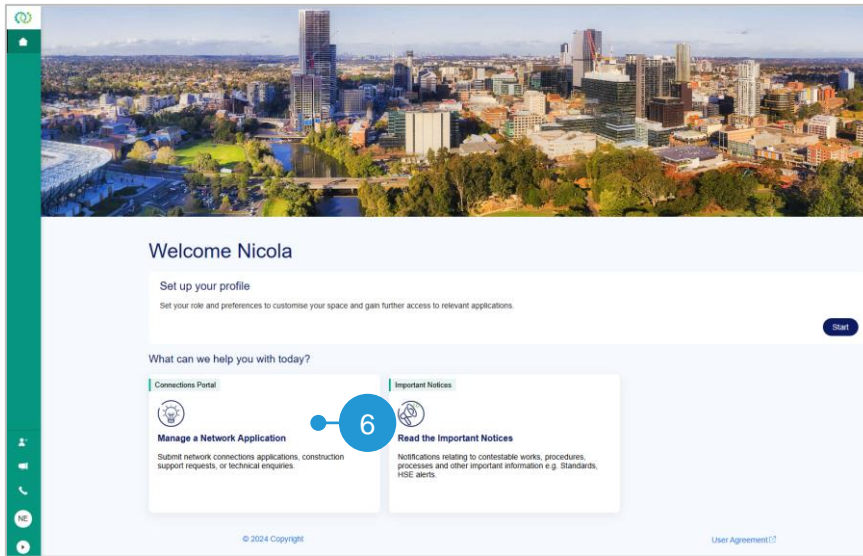 Welcome Nicola
Set up your profile
Set your role and preferences to customise your space and gain further access to relevant applications.
Start
What can we help you with today?
Connections Portal
Manage a Network Application
Submit network connections applications, construction
support requests, or technical enquiries.
6
Important Notices
Read the Important Notices
Notifications relating to contestable works, procedures,
processes and other important information e.g. Standards,
HSE alerts.
NE
© 2024 Copyright
User Agreement